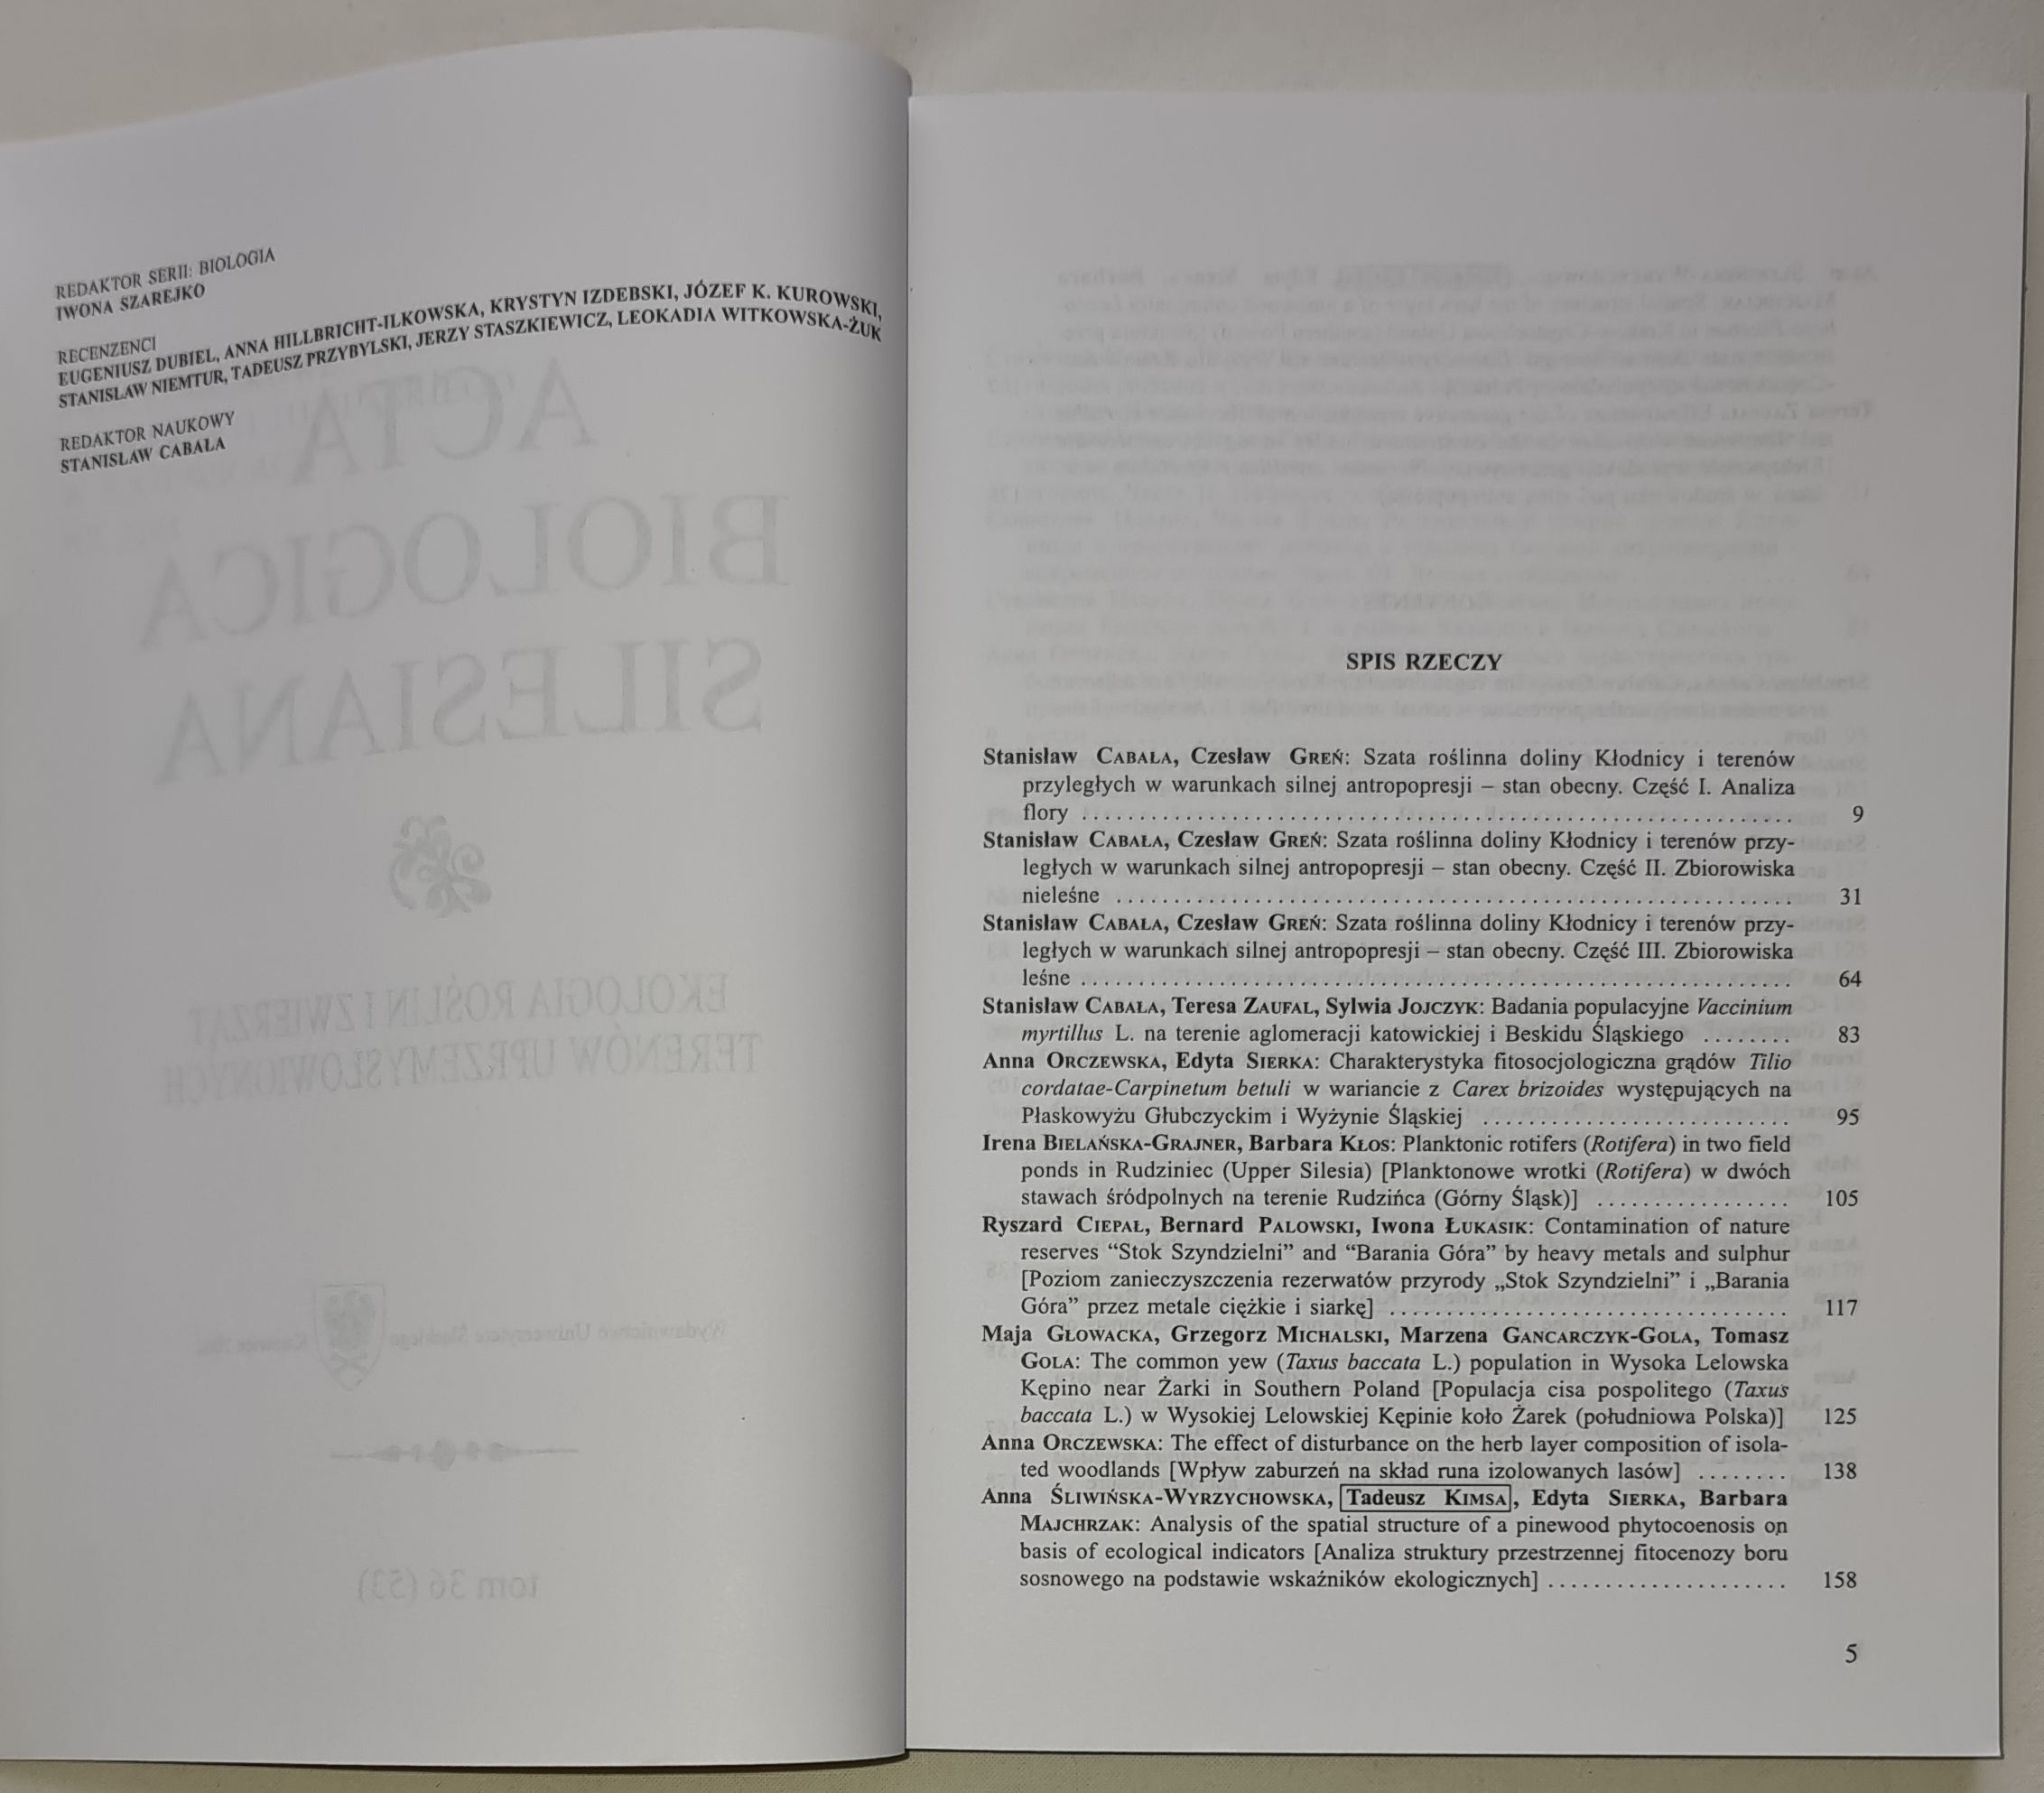 REDAKTOR SERII: BIOLOGIA
IWONA SZAREJKO
RECENZENCI
EUGENIUSZ DUBIEL, ANNA HILLBRICHT-ILKOWSKA, KRYSTYN IZDEBSKI, JÓZEF K. KUROWSKI,
STANISŁAW NIEMTUR, TADEUSZ PRZYBYLSKI, JERZY STASZKIEWICZ, LEOKADIA WITKOWSKA-ŻUK
REDAKTOR NAUKOWY
STANISŁAW CABAŁA
ACTA
BIOLOGICA
SILESIANA
EKOLOGIA ROŚLIN I ZWIERZĄT
TERENÓW UPRZEMYSŁOWIONYCH
Wydawnictwo Uniwersytetu Śląskiego
tom 36 (53)
SPIS RZECZY
Stanisław CABAŁA, Czesław GREŃ: Szata roślinna doliny Kłodnicy i terenów
przyległych w warunkach silnej antropopresji – stan obecny. Część I. Analiza
flory . . . . . . . . . . . . . . . . . . . . 9
Stanisław CABAŁA, Czesław GREŃ: Szata roślinna doliny Kłodnicy i terenów przy-
ległych w warunkach silnej antropopresji – stan obecny. Część II. Zbiorowiska
nieleśne . . . . . . . . . . . . . . . . . . . . 31
Stanisław CABAŁA, Czesław GREŃ: Szata roślinna doliny Kłodnicy i terenów przy-
ległych w warunkach silnej antropopresji – stan obecny. Część III. Zbiorowiska
leśne . . . . . . . . . . . . . . . . . . . . 64
Stanisław CABAŁA, Teresa ZAUFAL, Sylwia JOJCZYK: Badania populacyjne Vaccinium
myrtillus L. na terenie aglomeracji katowickiej i Beskidu Śląskiego . . . . . . . . 83
Anna ORCZEWSKA, Edyta SIERKA: Charakterystyka fitosocjologiczna grądów Tilio
cordatae-Carpinetum betuli w wariancie z Carex brizoides występujących na
Płaskowyżu Głubczyckim i Wyżynie Śląskiej . . . . . . . . . . . . . . . . . . . . 95
Irena BIELAŃSKA-GRAJNER, Barbara KŁOS: Planktonic rotifers (Rotifera) in two field
ponds in Rudziniec (Upper Silesia) [Planktonowe wrotki (Rotifera) w dwóch
stawach śródpolnych na terenie Rudzińca (Górny Śląsk)] . . . . . . . . . . . . . . . . . 105
Ryszard CIEPAŁ, Bernard PALOWSKI, Iwona ŁUKASIK: Contamination of nature
reserves “Stok Szyndzielni” and “Barania Góra” by heavy metals and sulphur
[Poziom zanieczyszczenia rezerwatów przyrody „Stok Szyndzielni” i „Barania
Góra” przez metale ciężkie i siarkę] . . . . . . . . . . . . . . . . . . . . 117
Maja GŁOWACKA, Grzegorz MICHALSKI, Marzena GANCARCZYK-GOLA, Tomasz
GOLA: The common yew (Taxus baccata L.) population in Wysoka Lelowska
Kępino near Żarki in Southern Poland [Populacja cisa pospolitego (Taxus
baccata L.) w Wysokiej Lelowskiej Kępinie koło Żarek (południowa Polska)] 125
Anna ORCZEWSKA: The effect of disturbance on the herb layer composition of isola-
ted woodlands [Wpływ zaburzeń na skład runa izolowanych lasów] . . . . . . . . 138
Anna ŚLIWIŃSKA-WYRZYCHOWSKA, Tadeusz KIMSA, Edyta SIERKA, Barbara
MAJCHRZAK: Analysis of the spatial structure of a pinewood phytocoenosis on
basis of ecological indicators [Analiza struktury przestrzennej fitocenozy boru
sosnowego na podstawie wskaźników ekologicznych] . . . . . . . . . . . . . . . . . . . . . 158
5